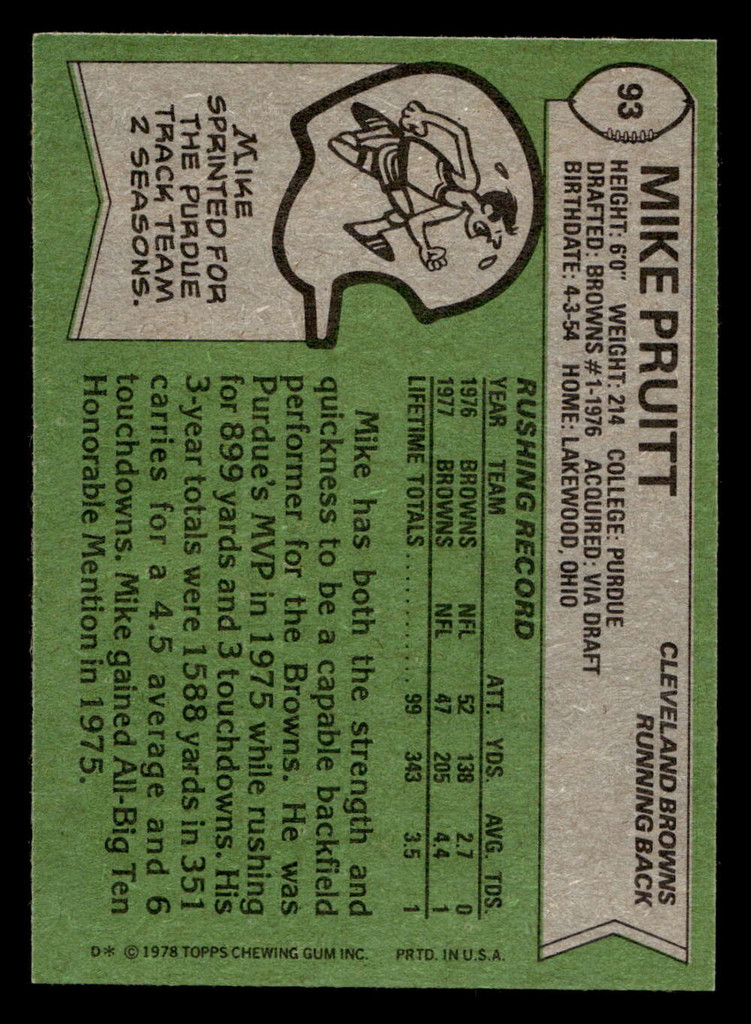 93
MIKE PRUITT
CLEVELAND BROWNS
RUNNING BACK
HEIGHT: 6'0" WEIGHT: 214 COLLEGE: PURDUE
DRAFTED: BROWNS #1-1976 ACQUIRED: VIA DRAFT
BIRTHDATE: 4-3-54 HOME: LAKEWOOD, OHIO
MIKE
SPRINTED FOR
THE PURDUE
TRACK TEAM
2 SEASONS.
RUSHING RECORD
YEAR TEAM ATT. YDS. AVG. TDS.
1976 BROWNS NFL 52 138 2.7 0
1977 BROWNS NFL 47 205 4.4 1
LIFETIME TOTALS.............. 99 343 3.5 1
Mike has both the strength and
quickness to be a capable backfield
performer for the Browns. He was
Purdue's MVP in 1975 while rushing
for 899 yards and 3 touchdowns. His
3-year totals were 1588 yards in 351
carries for a 4.5 average and 6
touchdowns. Mike gained All-Big Ten
Honorable Mention in 1975.
D* © 1978 TOPPS CHEWING GUM INC. PRTD. IN U.S.A.